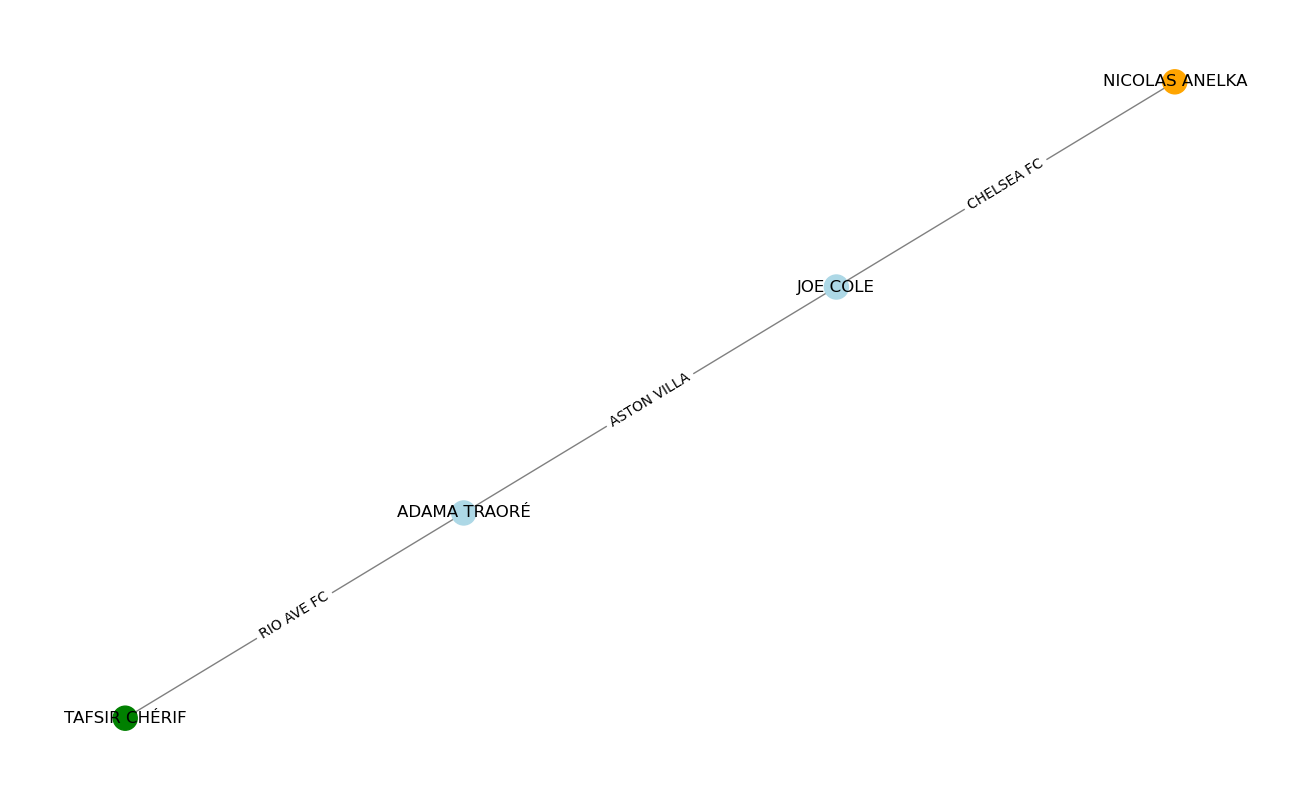 NICOLAS ANELKA
CHELSEA FC
JOE COLE
ASTON VILLA
ADAMA TRAORÉ
RIO AVE FC
TAFSIR CHÉRIF